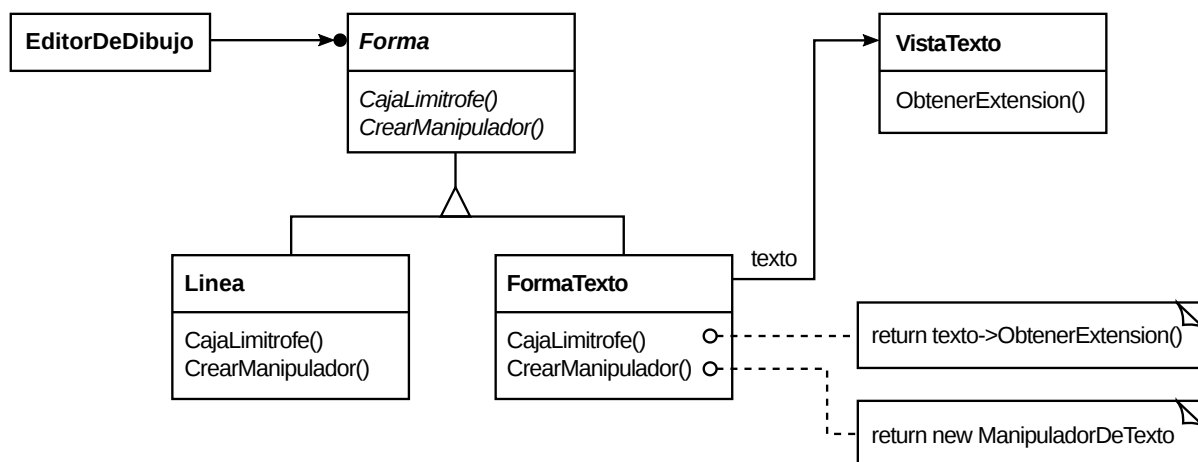 EditorDeDibujo
Forma
CajaLimitrofe()
CrearManipulador()
VistaTexto
ObtenerExtension()
Linea
CajaLimitrofe()
CrearManipulador()
FormaTexto
CajaLimitrofe()
CrearManipulador()
texto
return texto->ObtenerExtension()
return new ManipuladorDeTexto